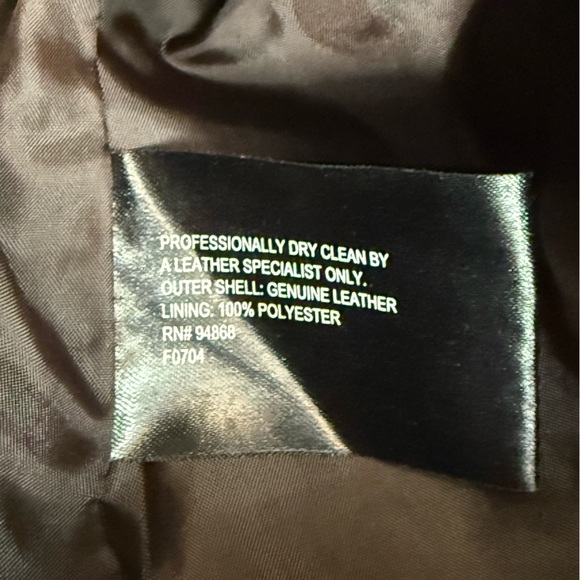 PROFESSIONALLY DRY CLEAN BY
A LEATHER SPECIALIST ONLY.
OUTER SHELL: GENUINE LEATHER
LINING: 100% POLYESTER
RN# 94868
F0704